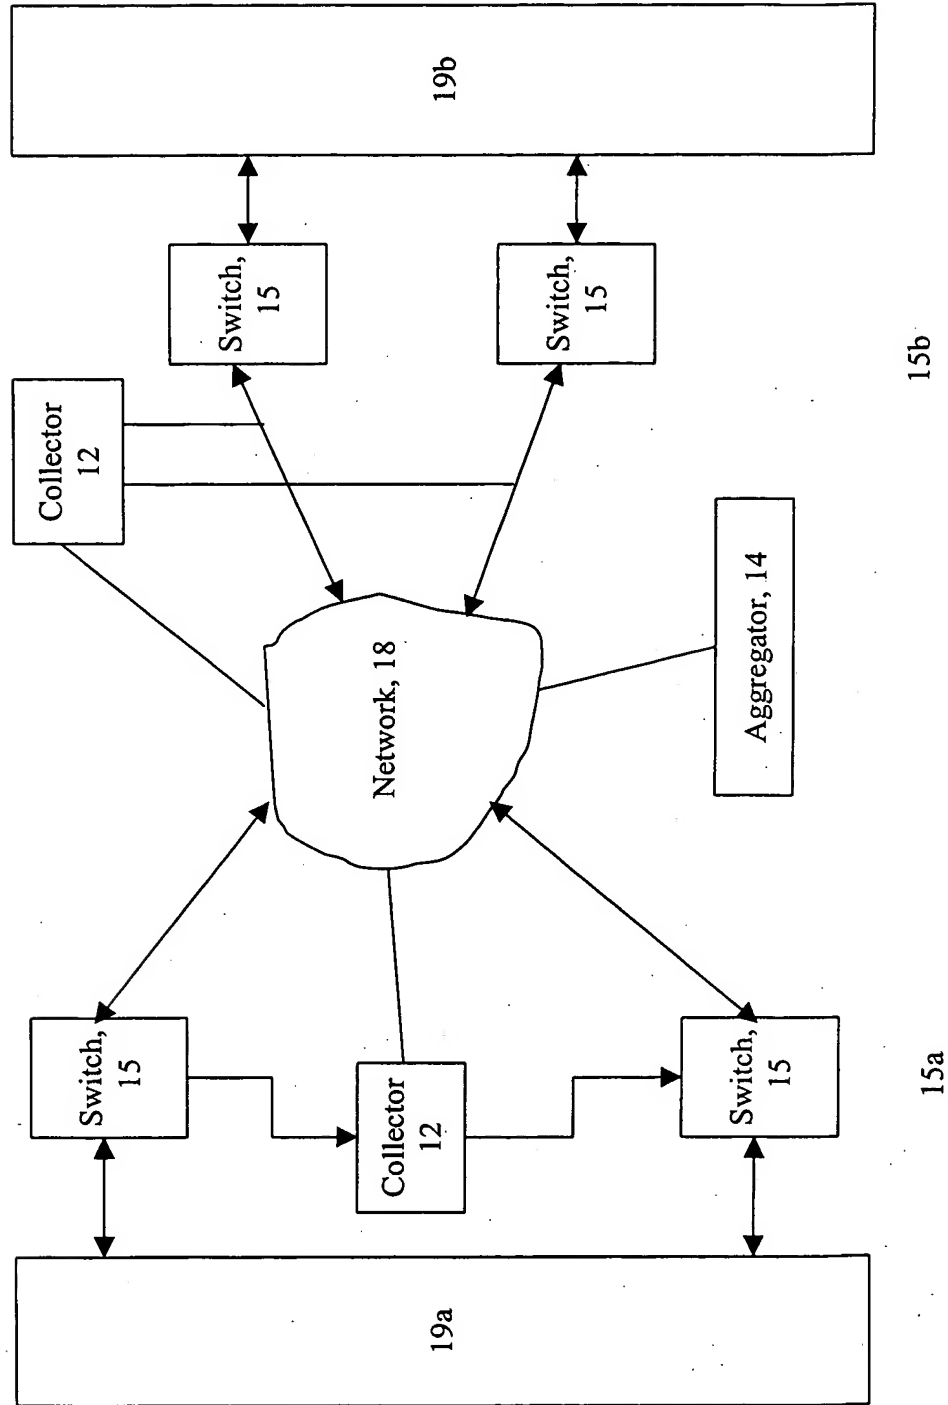 Collector
12
Switch,
15
Switch,
15
19b
Network, 18
Collector
12
19a
Switch,
15
Switch,
15
Aggregator, 14
15a
15b